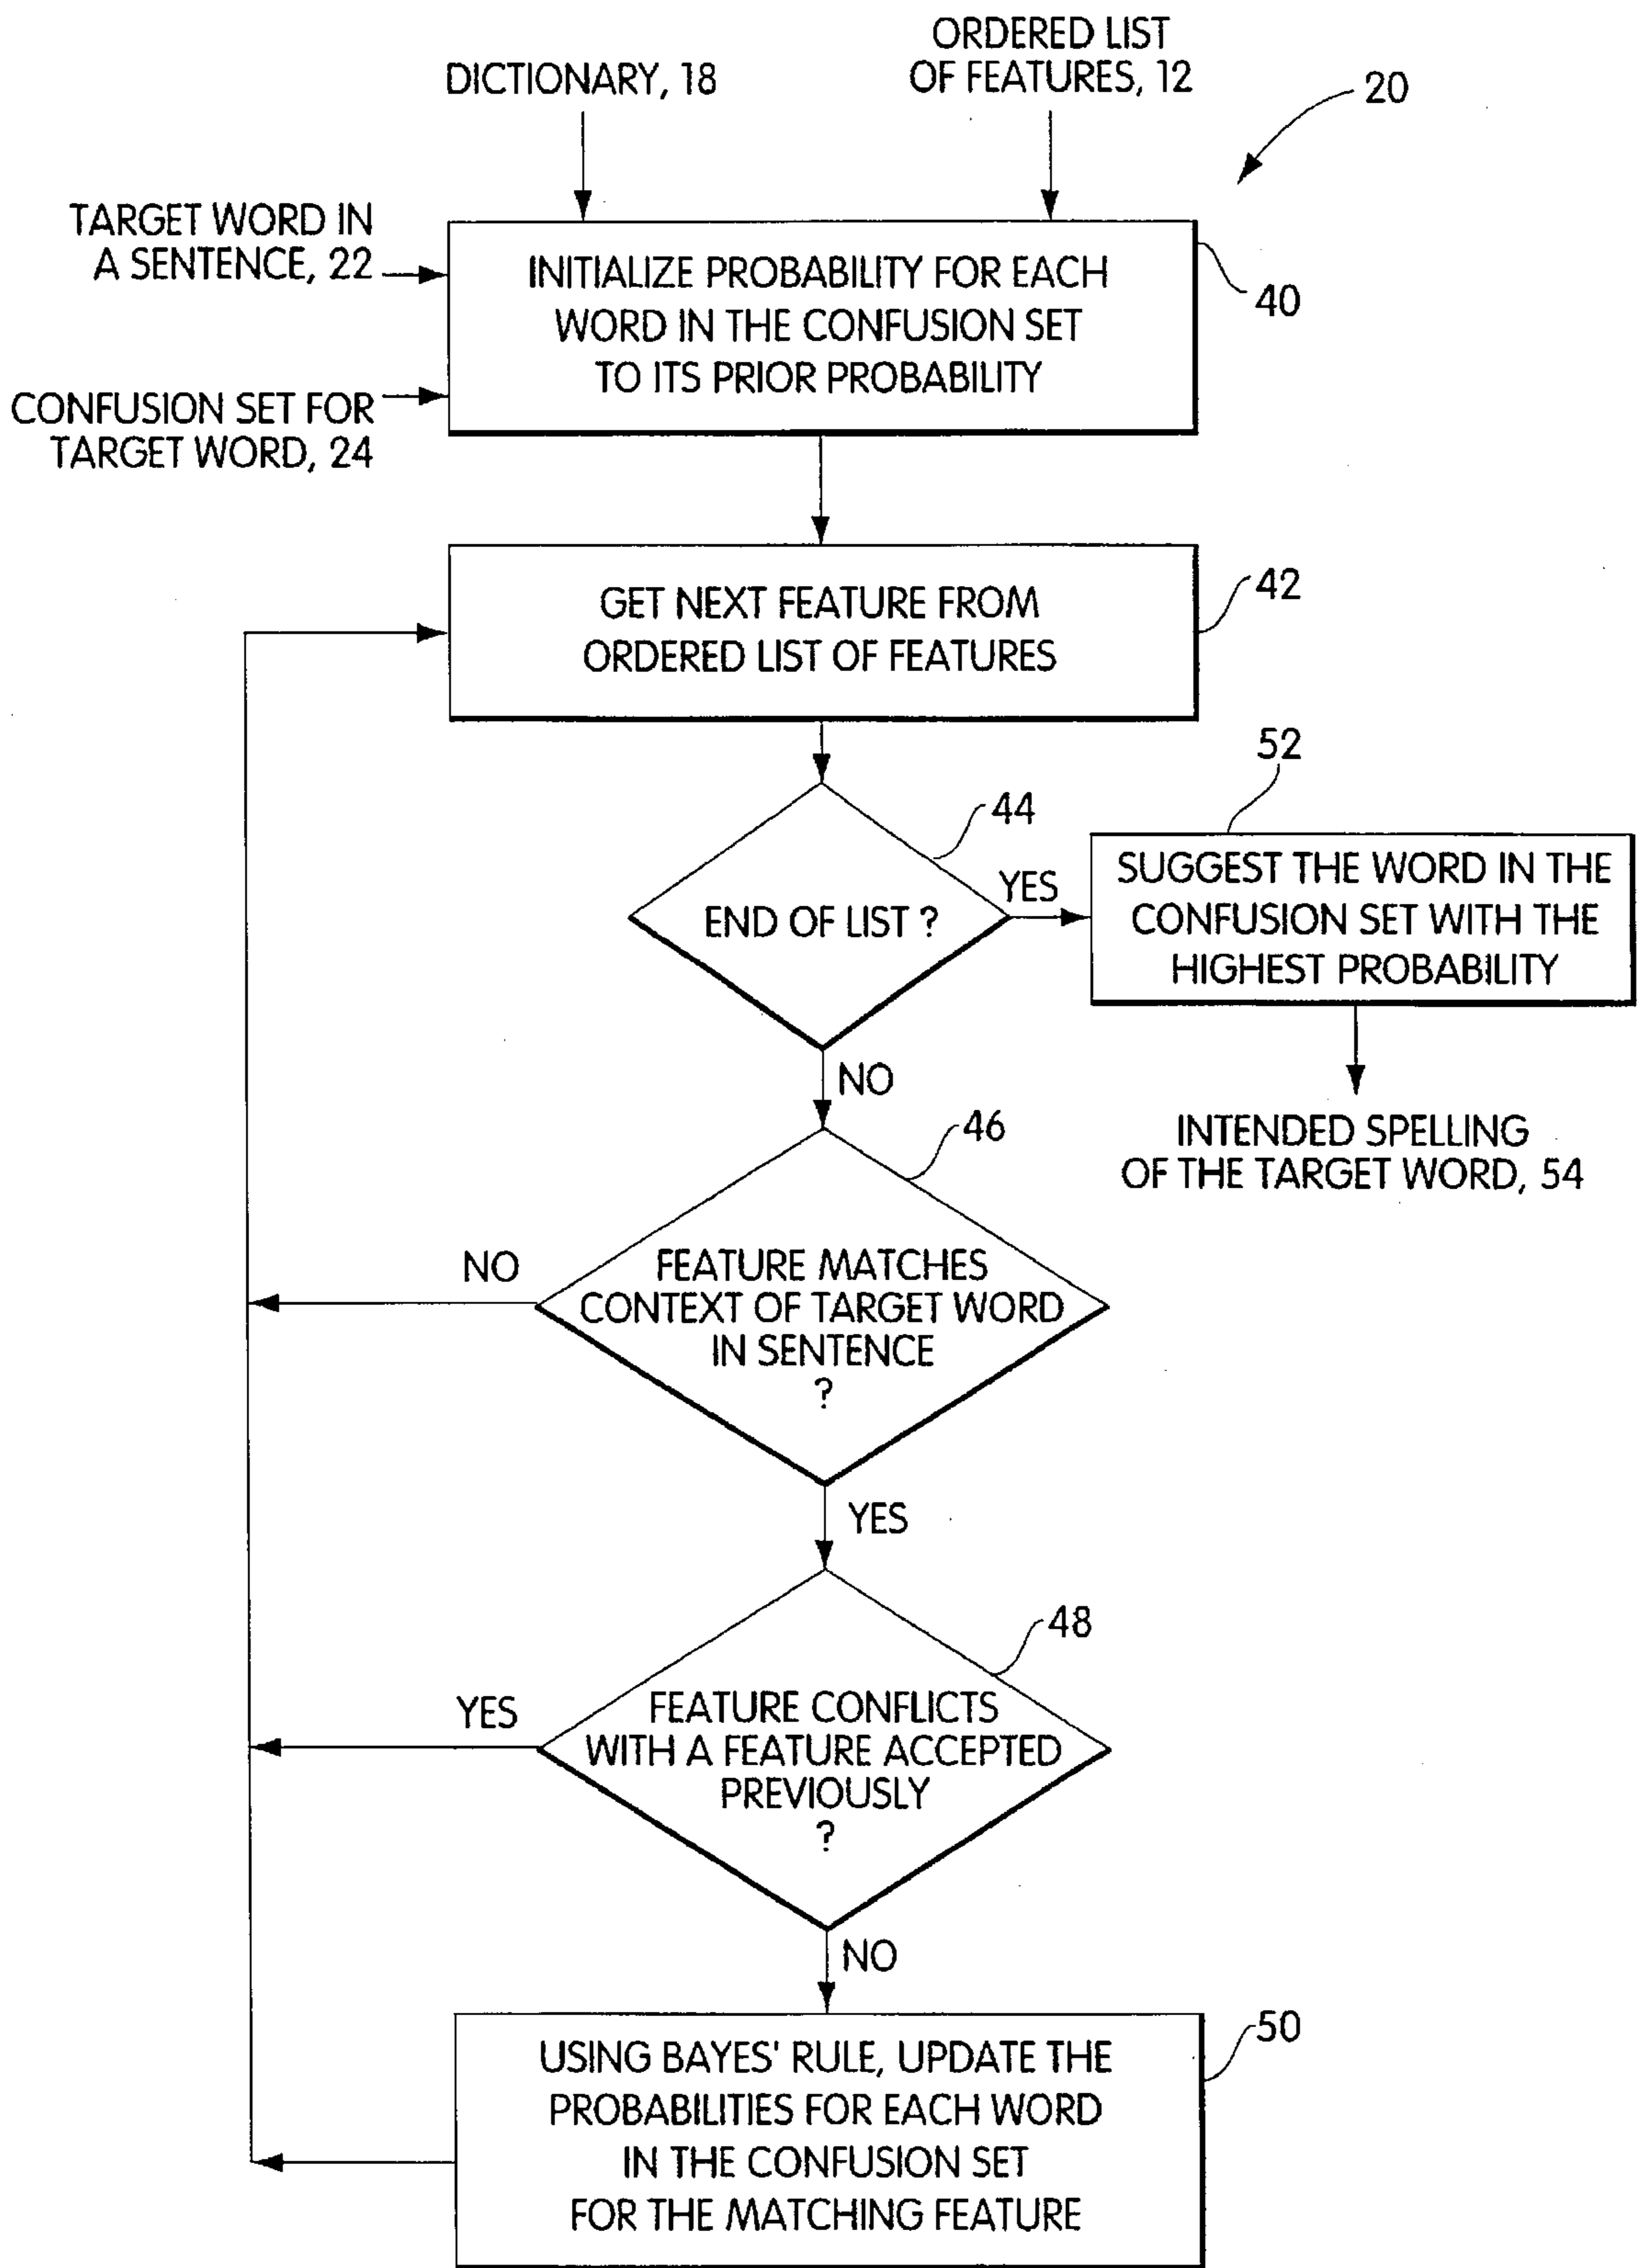 ORDERED LIST
OF FEATURES, 12
DICTIONARY, 18
20
TARGET WORD IN
A SENTENCE, 22
INITIALIZE PROBABILITY FOR EACH
WORD IN THE CONFUSION SET
TO ITS PRIOR PROBABILITY
40
CONFUSION SET FOR
TARGET WORD, 24
GET NEXT FEATURE FROM
ORDERED LIST OF FEATURES
42
52
44
END OF LIST ?
YES
SUGGEST THE WORD IN THE
CONFUSION SET WITH THE
HIGHEST PROBABILITY
NO
INTENDED SPELLING
OF THE TARGET WORD, 54
46
NO
FEATURE MATCHES
CONTEXT OF TARGET WORD
IN SENTENCE
?
YES
48
YES
FEATURE CONFLICTS
WITH A FEATURE ACCEPTED
PREVIOUSLY
?
NO
50
USING BAYES' RULE, UPDATE THE
PROBABILITIES FOR EACH WORD
IN THE CONFUSION SET
FOR THE MATCHING FEATURE